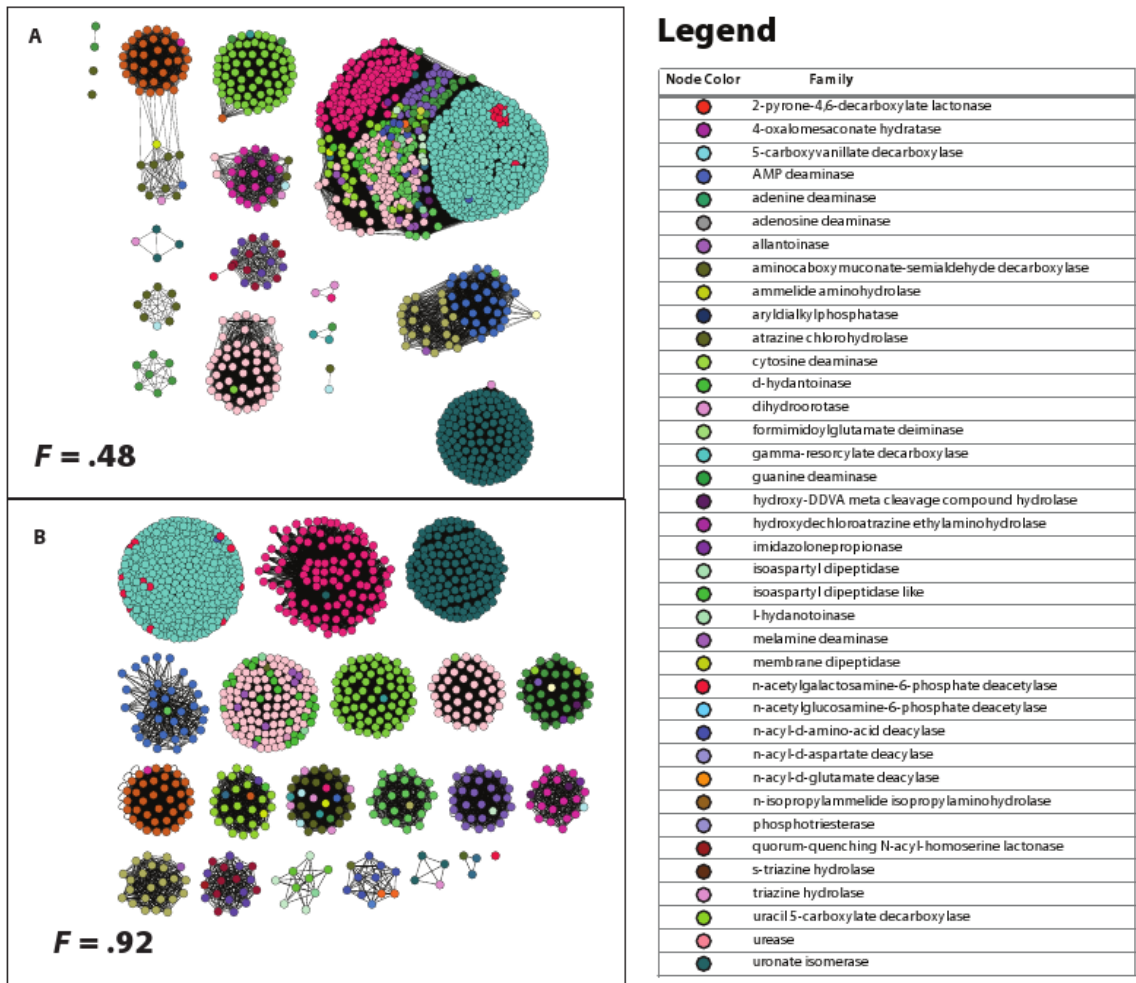 A
F = .48
B
F = .92
Legend
Node Color Family
2-pyrone-4,6-decarboxylate lactonase
4-oxalomesaconate hydratase
5-carboxyvanillate decarboxylase
AMP deaminase
adenine deaminase
adenosine deaminase
allantoinase
aminocaboxymuconate-semialdehyde decarboxylase
ammelide aminohydrolase
aryldialkylphosphatase
atrazine chlorohydrolase
cytosine deaminase
d-hydantoinase
dihydroorotase
formimidoylglutamate deiminase
gamma-resorcylate decarboxylase
guanine deaminase
hydroxy-DDVA meta cleavage compound hydrolase
hydroxydechloroatrazine ethylaminohydrolase
imidazolonepropionase
isoaspartyl dipeptidase
isoaspartyl dipeptidase like
l-hydanotoinase
melamine deaminase
membrane dipeptidase
n-acetylgalactosamine-6-phosphate deacetylase
n-acetylglucosamine-6-phosphate deacetylase
n-acyl-d-amino-acid deacylase
n-acyl-d-aspartate deacylase
n-acyl-d-glutamate deacylase
n-isopropylammelide isopropylaminohydrolase
phosphotriesterase
quorum-quenching N-acyl-homoserine lactonase
s-triazine hydrolase
triazine hydrolase
uracil 5-carboxylate decarboxylase
urease
uronate isomerase